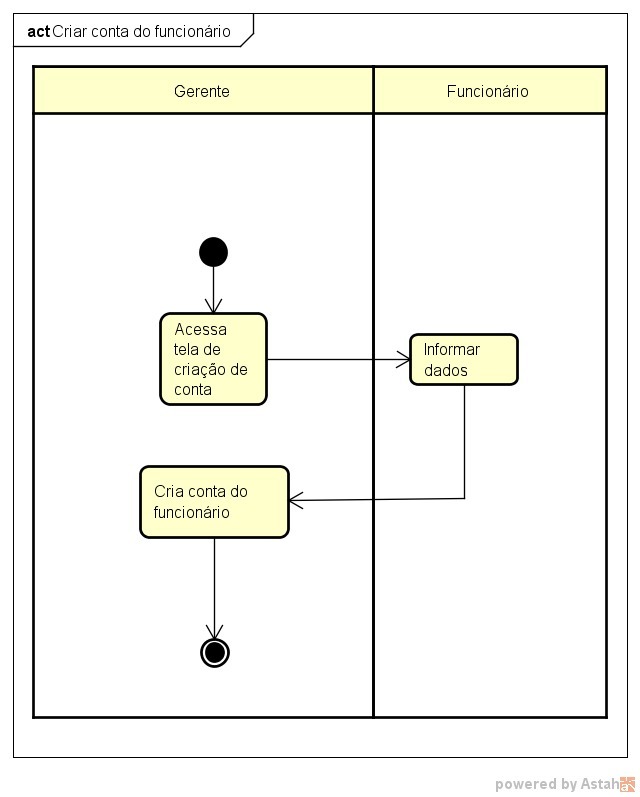 act Criar conta do funcionário
Gerente
Funcionário
Acessa
tela de
criação de
conta
Informar
dados
Cria conta do
funcionário
powered by Astah